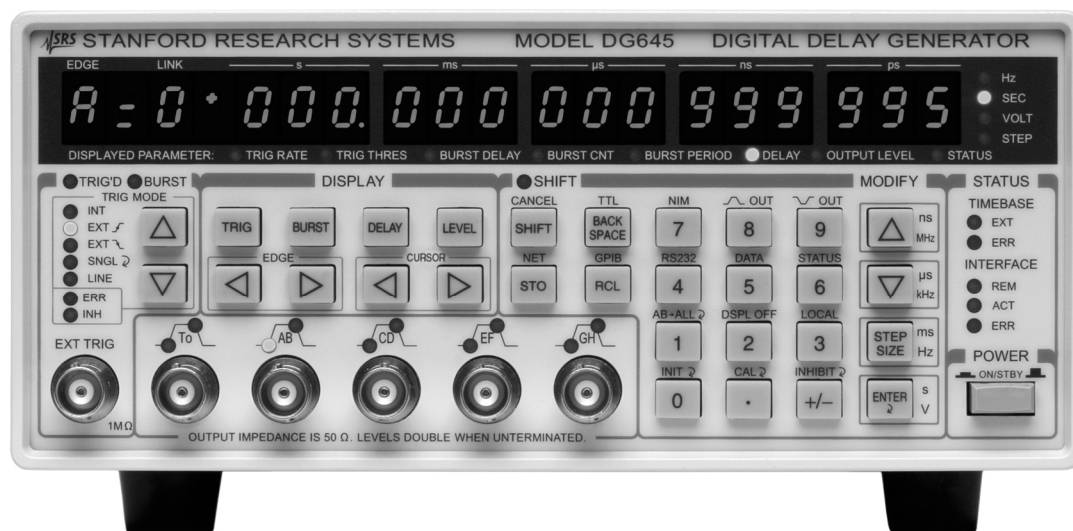 SRS STANFORD RESEARCH SYSTEMS MODEL DG645 DIGITAL DELAY GENERATOR
EDGE LINK s ms µs ns ps
Hz
A = 0 + 000. 000 000 999 995
SEC
VOLT
STEP
DISPLAYED PARAMETER: TRIG RATE TRIG THRES BURST DELAY BURST CNT BURST PERIOD DELAY OUTPUT LEVEL STATUS
TRIG'D BURST DISPLAY SHIFT MODIFY STATUS
TRIG MODE
INT
EXT
EXT
SNGL
LINE
ERR
INH
TRIG BURST DELAY LEVEL
EDGE CURSOR
CANCEL TTL NIM OUT OUT
SHIFT BACK SPACE 7 8 9 ns MHz
NET GPIB RS232 DATA STATUS
STO RCL 4 5 6 µs kHz
AB→ALL DSPL OFF LOCAL
1 2 3 STEP SIZE ms Hz
INIT CAL INHIBIT
0 . +/– ENTER s V
TIMEBASE
EXT
ERR
INTERFACE
REM
ACT
ERR
POWER
ON/STBY
EXT TRIG To AB CD EF GH
1MΩ
OUTPUT IMPEDANCE IS 50 Ω. LEVELS DOUBLE WHEN UNTERMINATED.